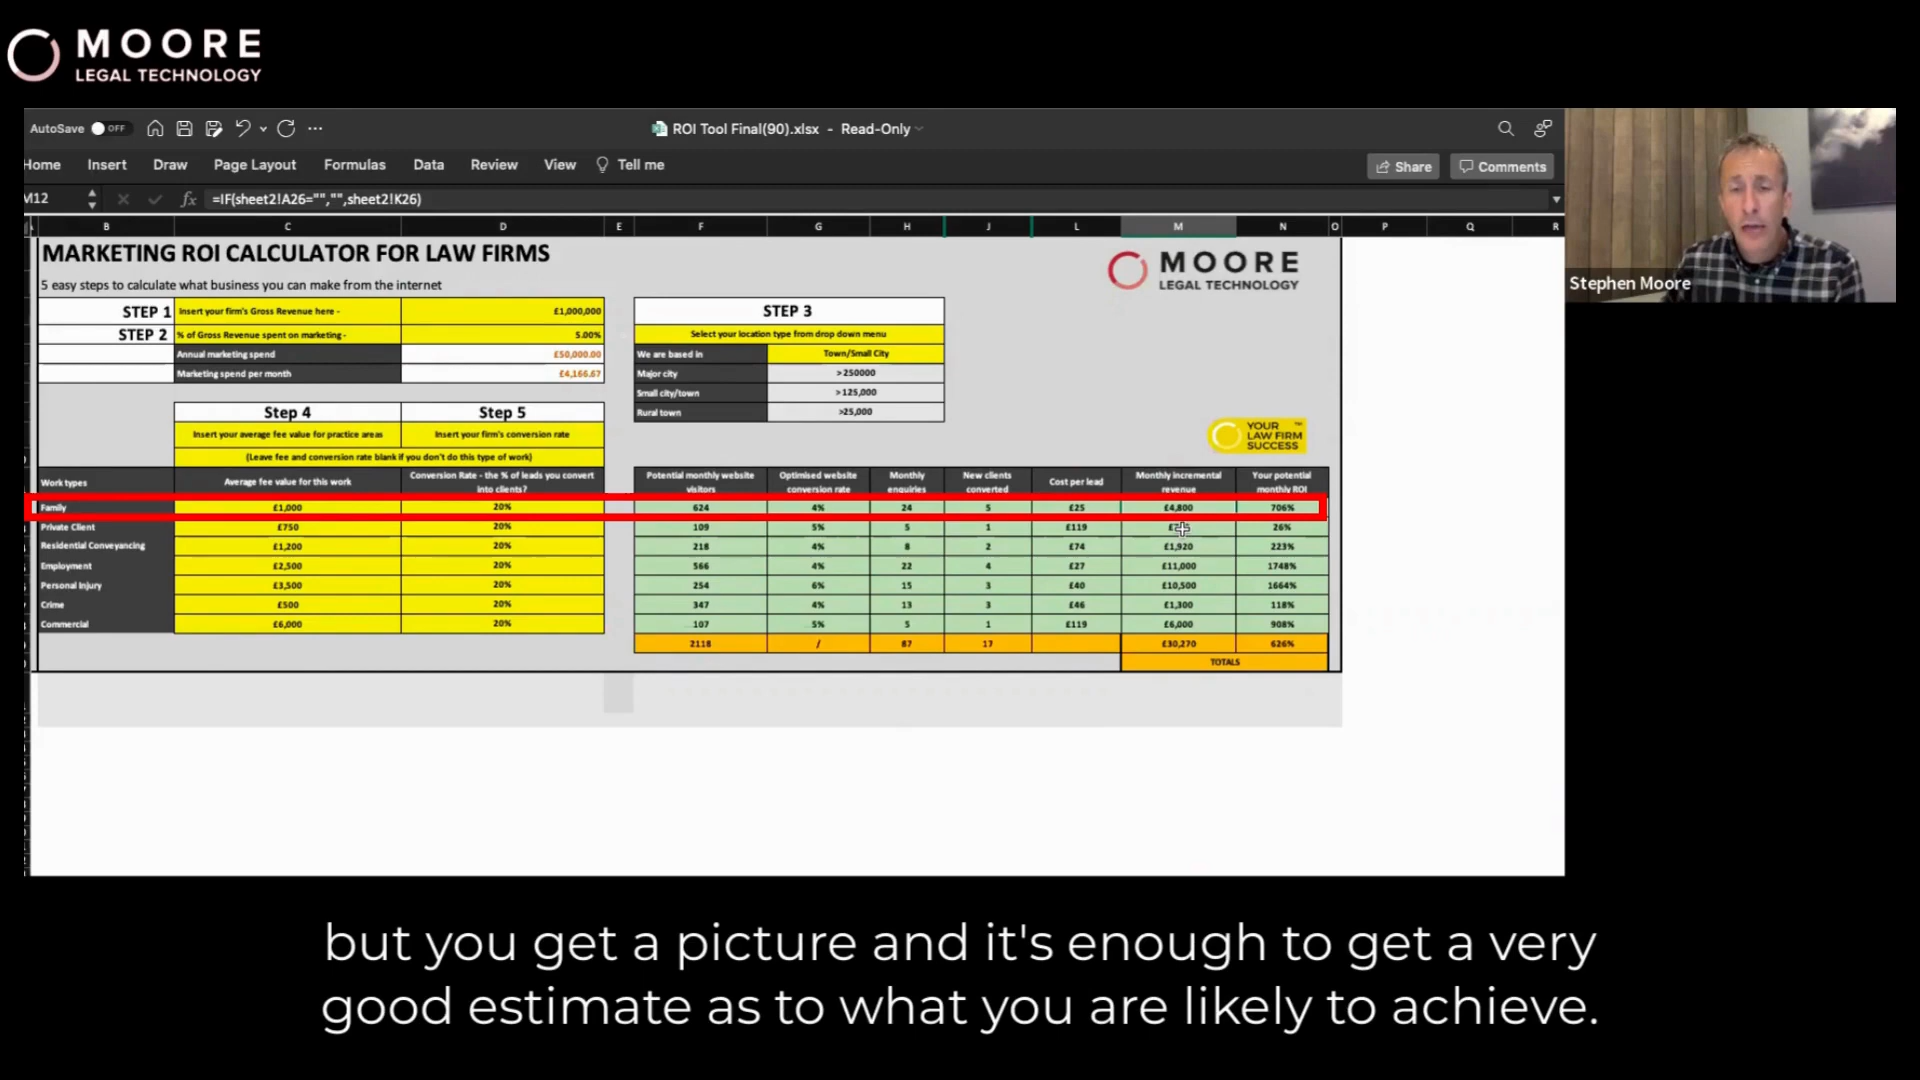 MOORE
LEGAL TECHNOLOGY
AutoSave OFF
ROI Tool Final(90).xlsx - Read-Only
Home Insert Draw Page Layout Formulas Data Review View Tell me
Share Comments
M12 fx =IF(sheet2!A26="","",sheet2!K26)
B C D E F G H J L M N O P Q R
MARKETING ROI CALCULATOR FOR LAW FIRMS
5 easy steps to calculate what business you can make from the internet
MOORE
LEGAL TECHNOLOGY
STEP 1 Insert your firm's Gross Revenue here - £1,000,000
STEP 2 % of Gross Revenue spent on marketing - 5.00%
Annual marketing spend £50,000.00
Marketing spend per month £4,166.67
STEP 3
Select your location type from drop down menu
We are based in Town/Small City
Major city >250000
Small city/town >125,000
Rural town >25,000
Step 4 Step 5
Insert your average fee value for practice areas Insert your firm's conversion rate
(Leave fee and conversion rate blank if you don't do this type of work)
YOUR
LAW FIRM
SUCCESS
™
Work types Average fee value for this work Conversion Rate - the % of leads you convert into clients? Potential monthly website visitors Optimised website conversion rate Monthly enquiries New clients converted Cost per lead Monthly incremental revenue Your potential monthly ROI
Family £1,000 20% 624 4% 24 5 £25 £4,800 706%
Private Client £750 20% 109 5% 5 1 £119 26%
Residential Conveyancing £1,200 20% 218 4% 8 2 £74 £1,920 223%
Employment £2,500 20% 566 4% 22 4 £27 £11,000 1748%
Personal Injury £3,500 20% 254 6% 15 3 £40 £10,500 1664%
Crime £500 20% 347 4% 13 3 £46 £1,300 118%
Commercial £6,000 20% 107 5% 5 1 £119 £6,000 908%
2118 / 87 17 £30,270 626%
TOTALS
Stephen Moore
but you get a picture and it's enough to get a very
good estimate as to what you are likely to achieve.